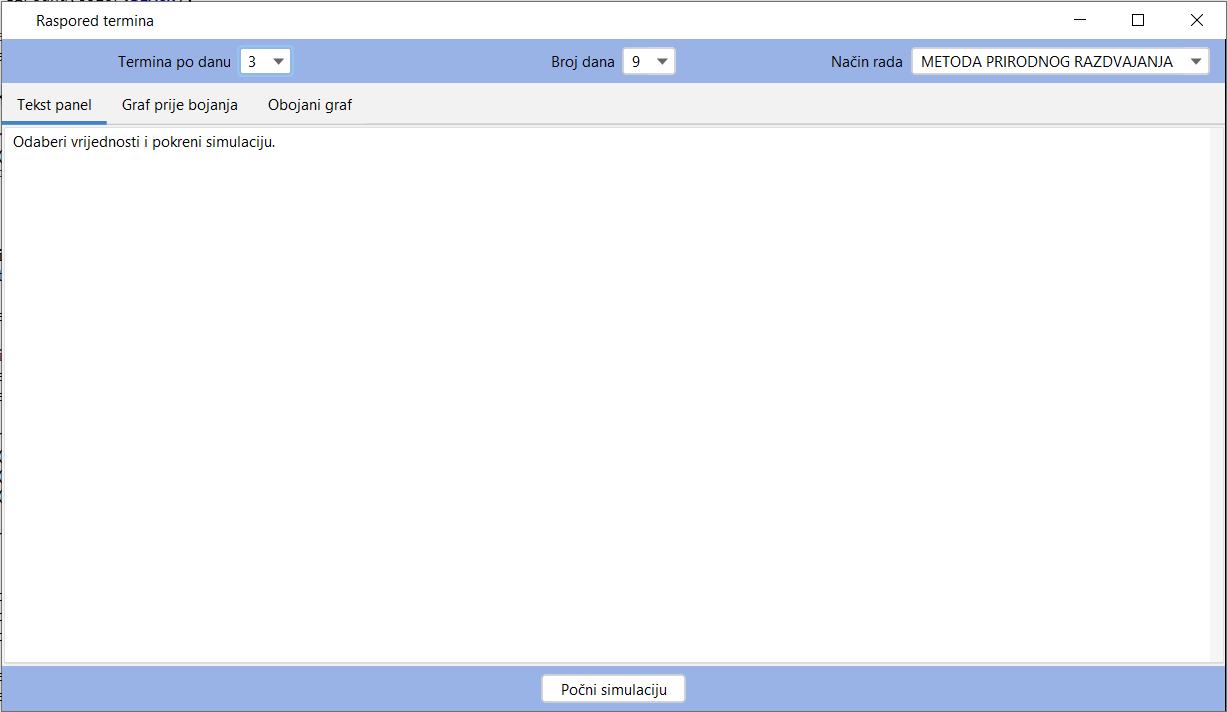 Raspored termina
Termina po danu 3 Broj dana 9 Način rada METODA PRIRODNOG RAZDVAJANJA
Tekst panel Graf prije bojanja Obojani graf
Odaberi vrijednosti i pokreni simulaciju.
Počni simulaciju